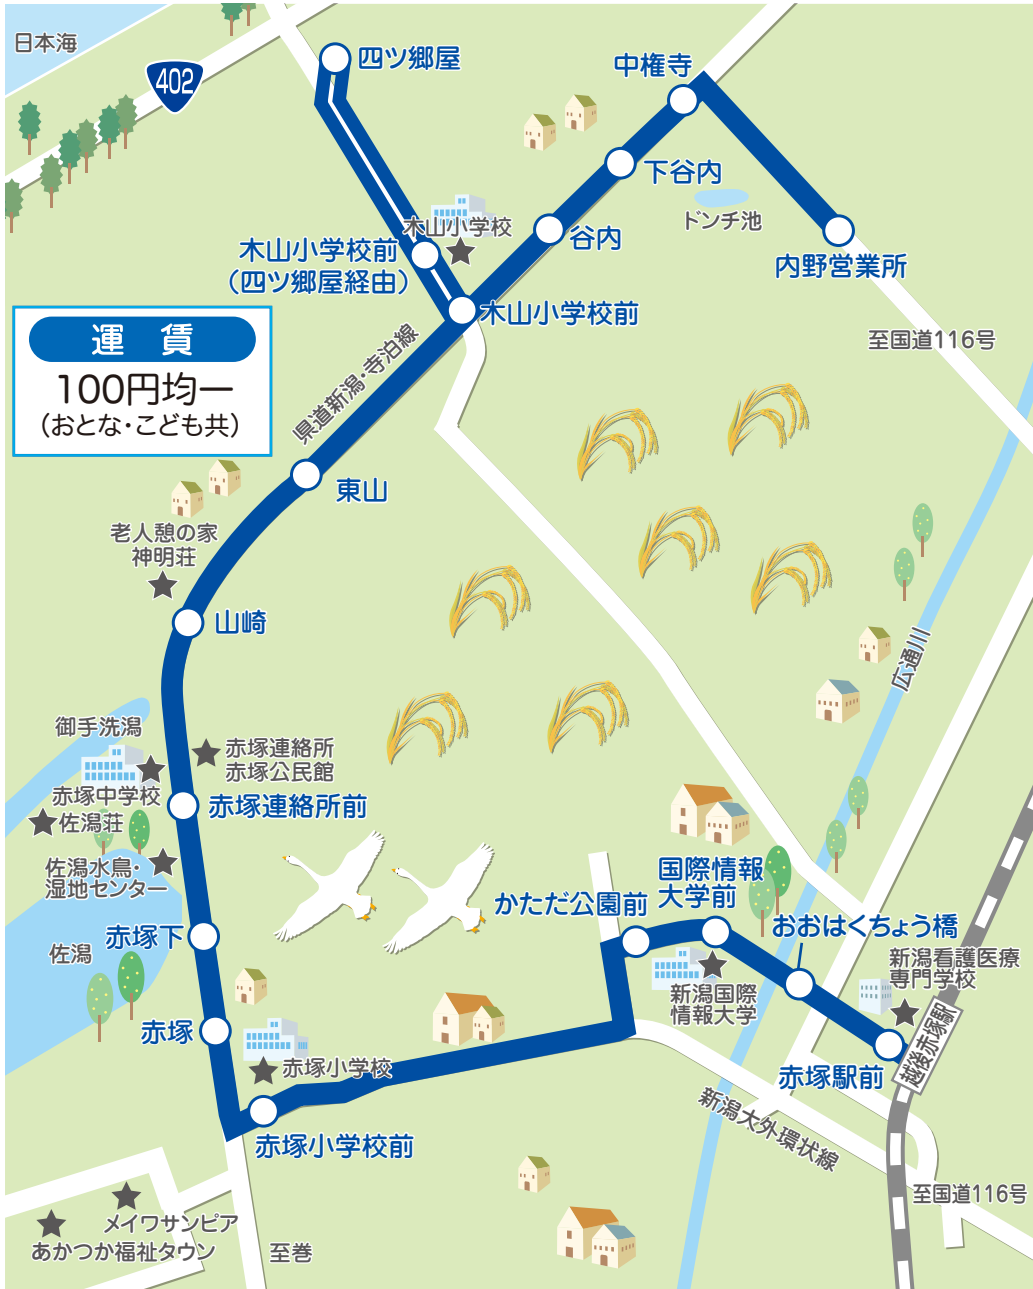 日本海
402
四ツ郷屋
中権寺
下谷内
木山小学校
ドンチ池
谷内
木山小学校前
（四ツ郷屋経由）
内野営業所
木山小学校前
運賃
100円均一
（おとな・こども共）
県道新潟・寺泊線
至国道116号
東山
老人憩の家
神明荘
山崎
広通川
御手洗潟
赤塚連絡所
赤塚公民館
赤塚中学校
赤塚連絡所前
佐潟荘
佐潟水鳥・
湿地センター
国際情報
大学前
かただ公園前
おおはくちょう橋
赤塚下
佐潟
新潟看護医療
専門学校
新潟国際
情報大学
赤塚
越後赤塚駅
赤塚小学校
赤塚駅前
新潟大外環状線
赤塚小学校前
至国道116号
メイワサンピア
あかつか福祉タウン
至巻